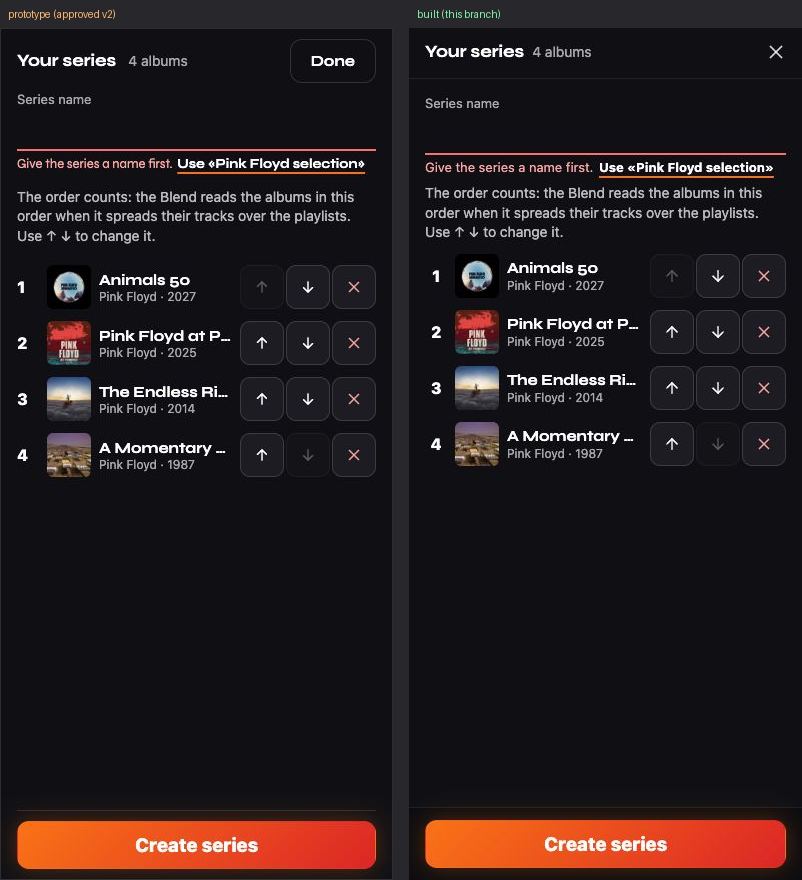 prototype (approved v2)
Your series 4 albums Done
Series name
Give the series a name first. Use «Pink Floyd selection»
The order counts: the Blend reads the albums in this
order when it spreads their tracks over the playlists.
Use ↑ ↓ to change it.
1 Animals 50
Pink Floyd · 2027
2 Pink Floyd at P...
Pink Floyd · 2025
3 The Endless Ri...
Pink Floyd · 2014
4 A Momentary ...
Pink Floyd · 1987
Create series
built (this branch)
Your series 4 albums
Series name
Give the series a name first. Use «Pink Floyd selection»
The order counts: the Blend reads the albums in this
order when it spreads their tracks over the playlists.
Use ↑ ↓ to change it.
1 Animals 50
Pink Floyd · 2027
2 Pink Floyd at P...
Pink Floyd · 2025
3 The Endless Ri...
Pink Floyd · 2014
4 A Momentary ...
Pink Floyd · 1987
Create series